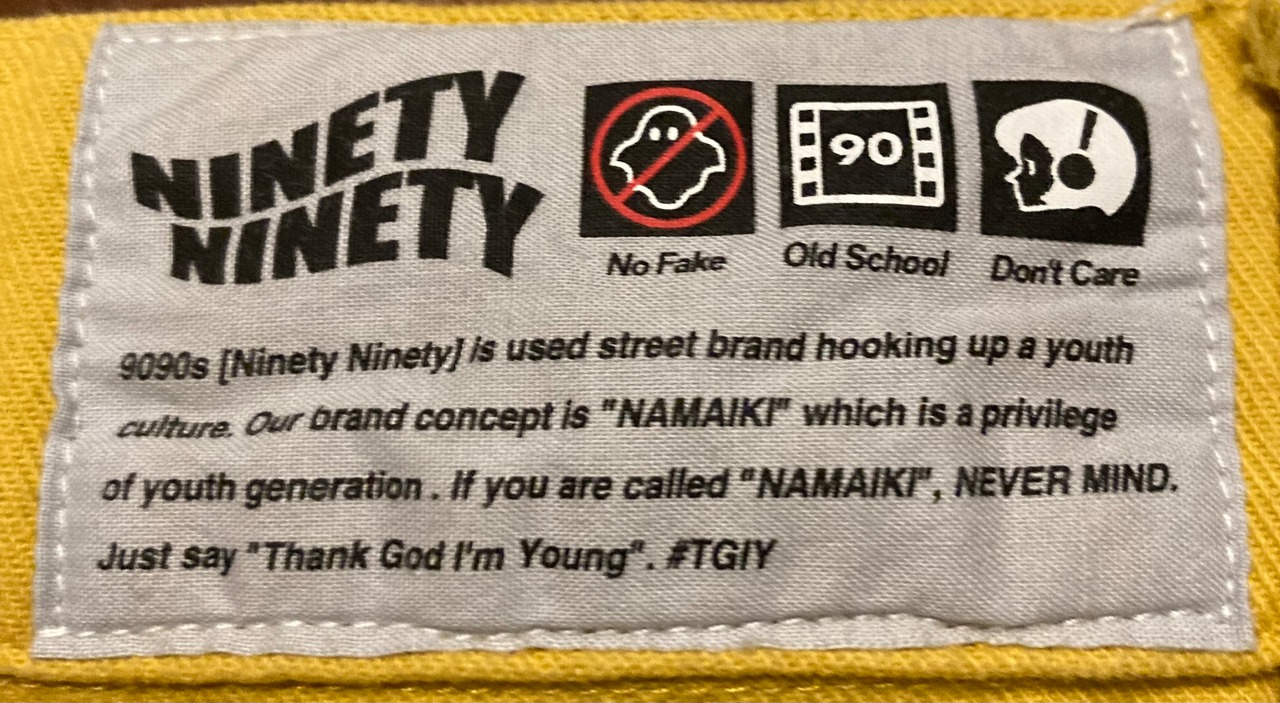 NINETY
NINETY
90
No Fake
Old School
Don't Care
9090s [Ninety Ninety] is used street brand hooking up a youth
culture. Our brand concept is "NAMAIKI" which is a privilege
of youth generation . If you are called "NAMAIKI", NEVER MIND.
Just say "Thank God I'm Young". #TGIY